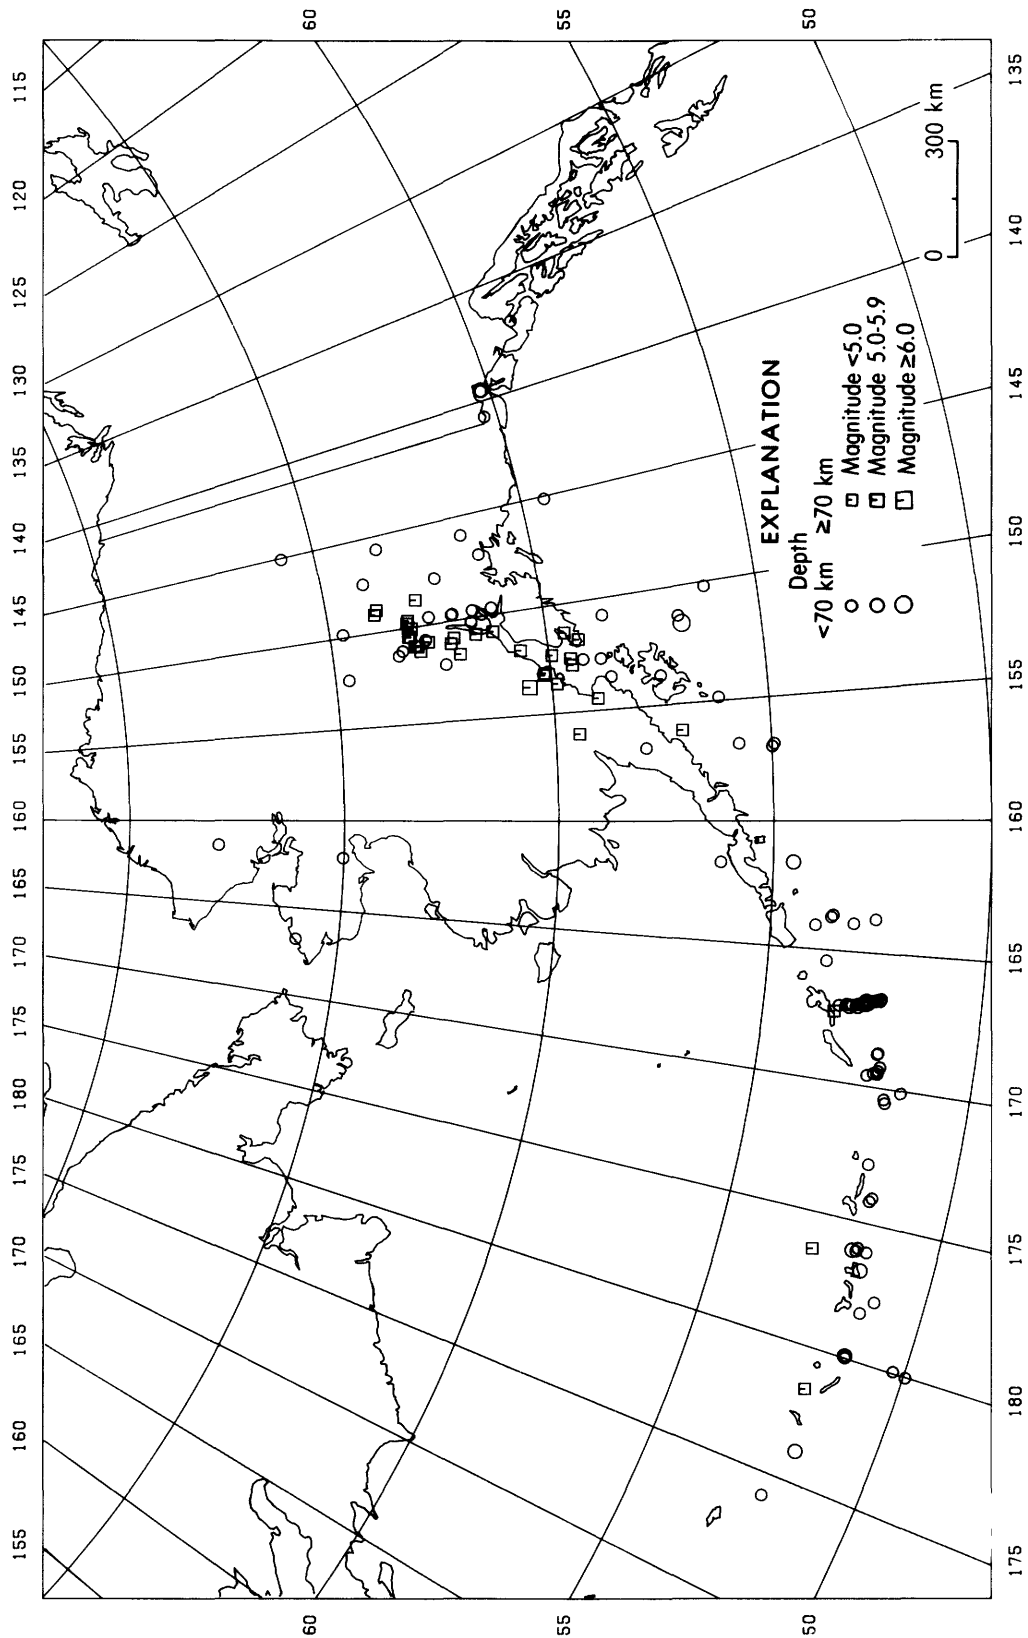 155 160 165 170 175 180 175 170 165 160 155 150 145 140 135 130 125 120 115
60 60
55 55
EXPLANATION
Depth
50 50
<70 km ≥70 km
Magnitude <5.0
Magnitude 5.0-5.9
Magnitude ≥6.0
0 300 km
175 180 175 170 165 160 155 150 145 140 135